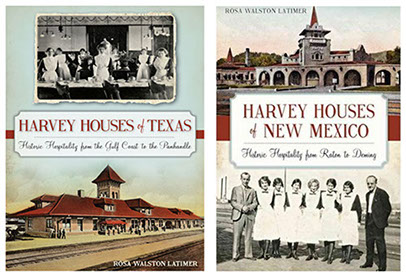 HARVEY HOUSES of TEXAS
Historic Hospitality from the Gulf Coast to the Panhandle
ROSA WALSTON LATIMER
ROSA WALSTON LATIMER
HARVEY HOUSES
of NEW MEXICO
Historic Hospitality from Raton to Deming